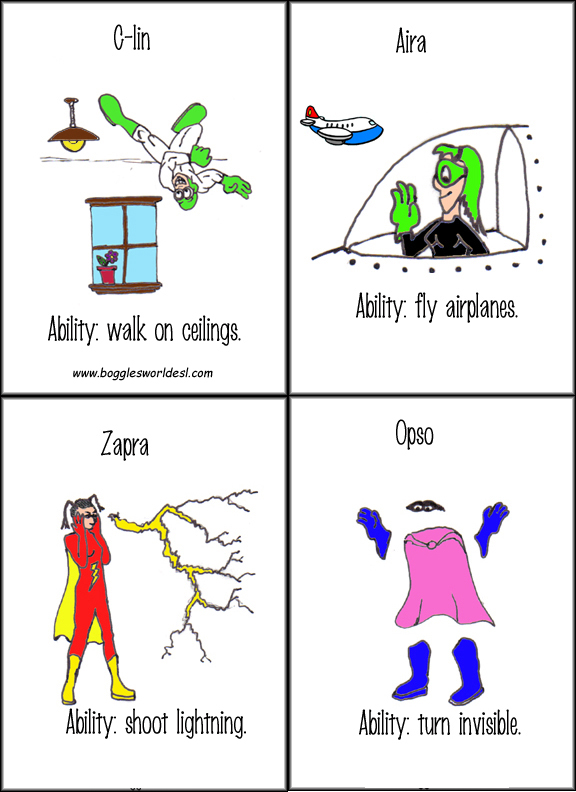 C-lin
Ability: walk on ceilings.
www.bogglesworldesl.com
Aira
Ability: fly airplanes.
Zapra
Ability: shoot lightning.
Opso
Ability: turn invisible.